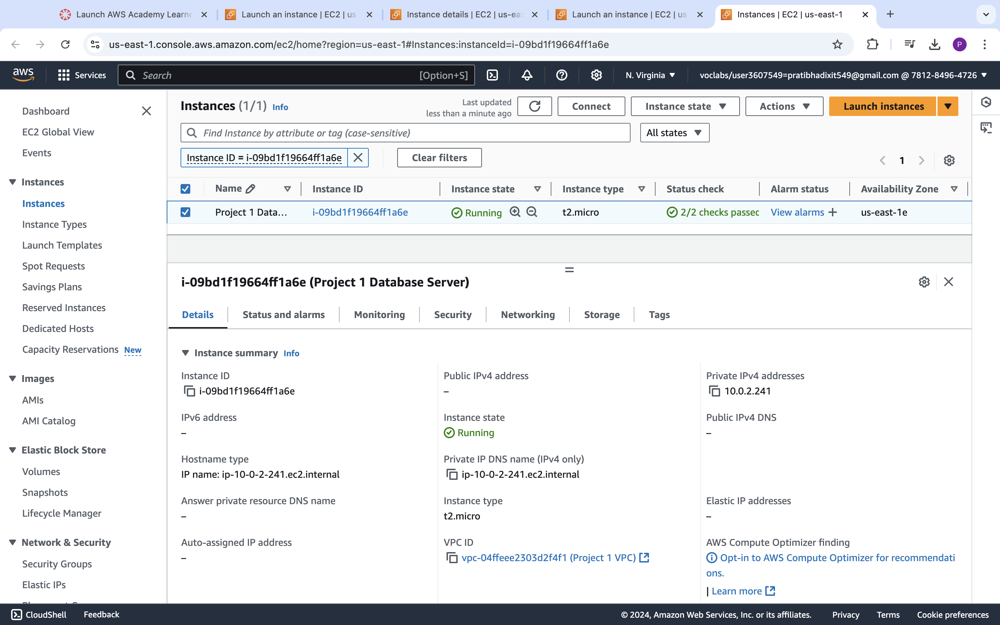 Launch AWS Academy Learne
Launch an instance | EC2 | us-
Instance details | EC2 | us-eas
Launch an instance | EC2 | us-
Instances | EC2 | us-east-1
us-east-1.console.aws.amazon.com/ec2/home?region=us-east-1#Instances:instanceId=i-09bd1f19664ff1a6e
P
aws
Services
Search
[Option+S]
N. Virginia
voclabs/user3607549=pratibhadixit549@gmail.com @ 7812-8496-4726
Dashboard
EC2 Global View
Events
Instances
Instances
Instance Types
Launch Templates
Spot Requests
Savings Plans
Reserved Instances
Dedicated Hosts
Capacity Reservations New
Images
AMIs
AMI Catalog
Elastic Block Store
Volumes
Snapshots
Lifecycle Manager
Network & Security
Security Groups
Elastic IPs
Instances (1/1) Info
Last updated
less than a minute ago
Connect
Instance state
Actions
Launch instances
Find Instance by attribute or tag (case-sensitive)
All states
Instance ID = i-09bd1f19664ff1a6e
Clear filters
1
Name
Instance ID
Instance state
Instance type
Status check
Alarm status
Availability Zone
Project 1 Data...
i-09bd1f19664ff1a6e
Running
t2.micro
2/2 checks passec
View alarms
us-east-1e
i-09bd1f19664ff1a6e (Project 1 Database Server)
Details
Status and alarms
Monitoring
Security
Networking
Storage
Tags
Instance summary Info
Instance ID
i-09bd1f19664ff1a6e
Public IPv4 address
–
Private IPv4 addresses
10.0.2.241
IPv6 address
–
Instance state
Running
Public IPv4 DNS
–
Hostname type
IP name: ip-10-0-2-241.ec2.internal
Private IP DNS name (IPv4 only)
ip-10-0-2-241.ec2.internal
Answer private resource DNS name
–
Instance type
t2.micro
Elastic IP addresses
–
Auto-assigned IP address
–
VPC ID
vpc-04ffeee2303d2f4f1 (Project 1 VPC)
AWS Compute Optimizer finding
Opt-in to AWS Compute Optimizer for recommendati
ons.
| Learn more
CloudShell
Feedback
© 2024, Amazon Web Services, Inc. or its affiliates.
Privacy
Terms
Cookie preferences